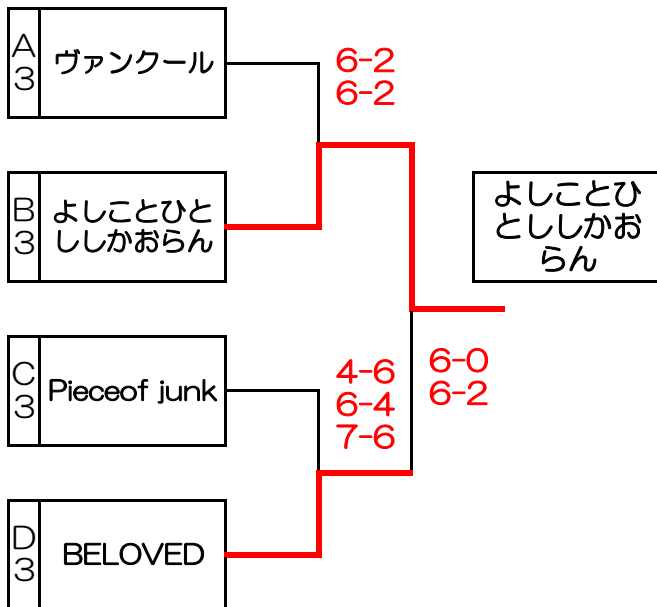 A
3
ヴァンクール
6-2
6-2
B
3
よしことひと
ししかおらん
よしことひ
とししかお
らん
C
3
Pieceof junk
4-6
6-4
7-6
6-0
6-2
D
3
BELOVED